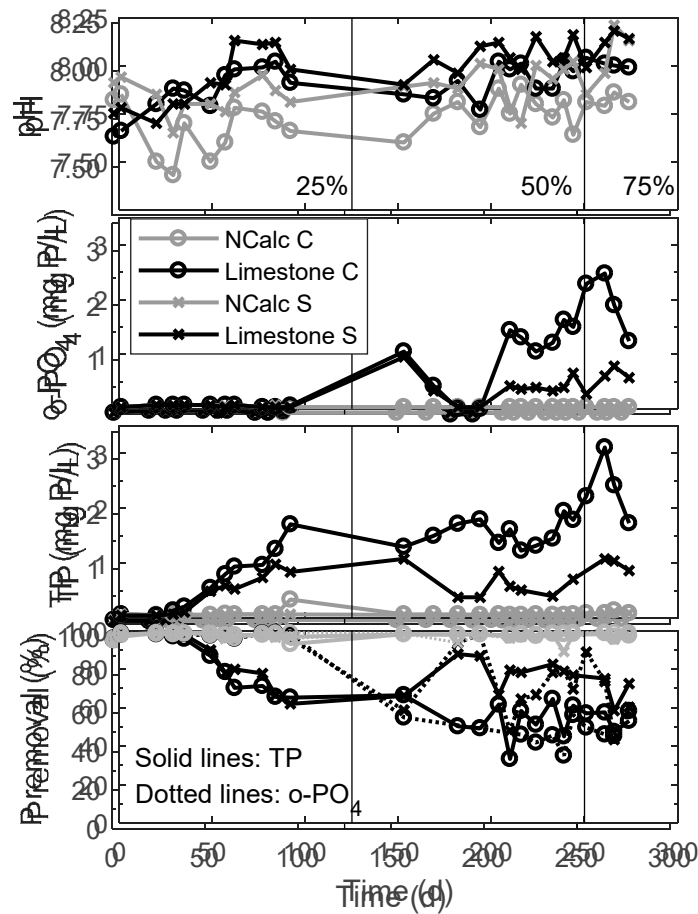 8.25
8.00
7.75
7.50
pH
25%
50%
75%
3
2
1
0
o-PO4 (mg P/L)
NCalc C
Limestone C
NCalc S
Limestone S
3
2
1
0
TP (mg P/L)
100
80
60
40
20
0
P removal (%)
Solid lines: TP
Dotted lines: o-PO4
0 50 100 150 200 250 300
Time (d)